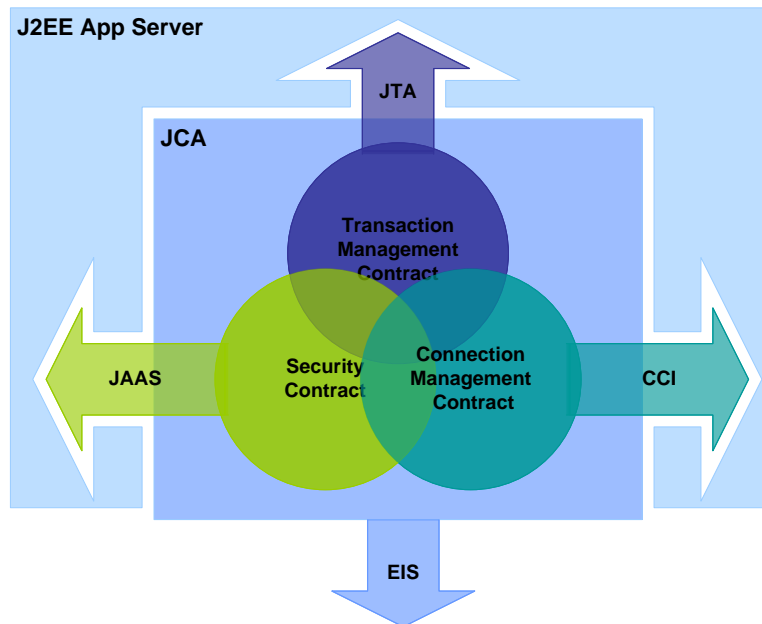 J2EE App Server
JTA
JCA
Transaction
Management
Contract
Security
Contract
Connection
Management
Contract
JAAS
CCI
EIS